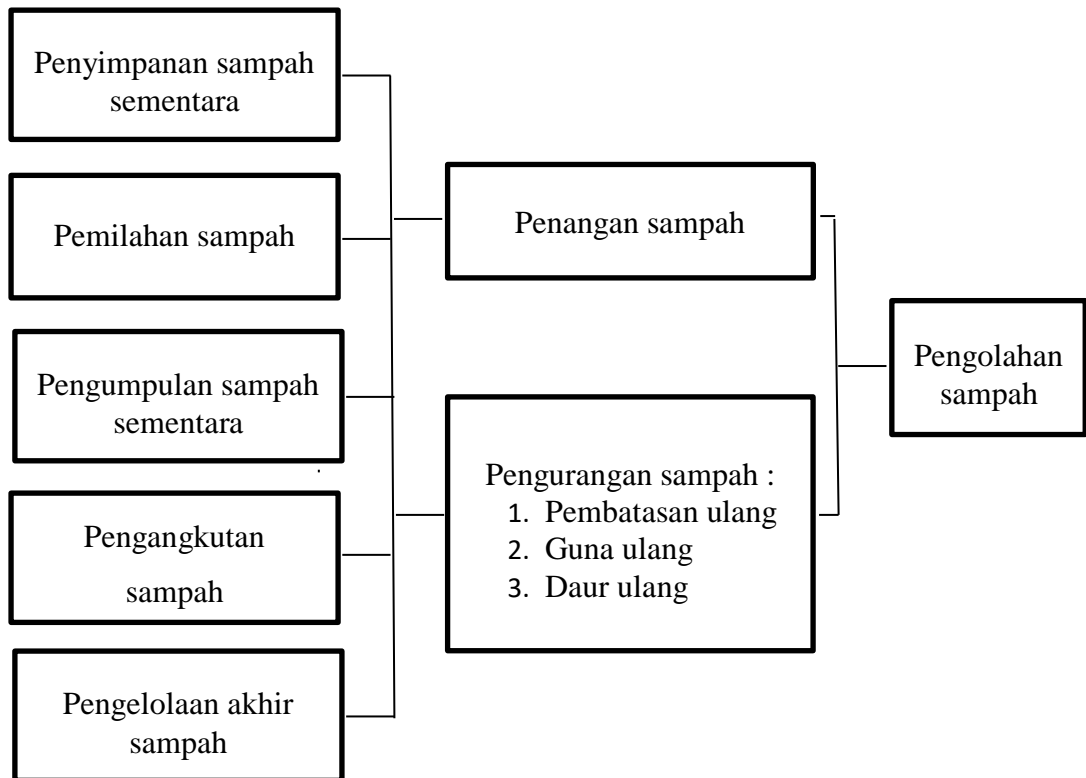 Penyimpanan sampah
sementara
Pemilahan sampah
Pengumpulan sampah
sementara
Pengangkutan
sampah
Pengelolaan akhir
sampah
Penangan sampah
Pengurangan sampah :
1. Pembatasan ulang
2. Guna ulang
3. Daur ulang
Pengolahan
sampah